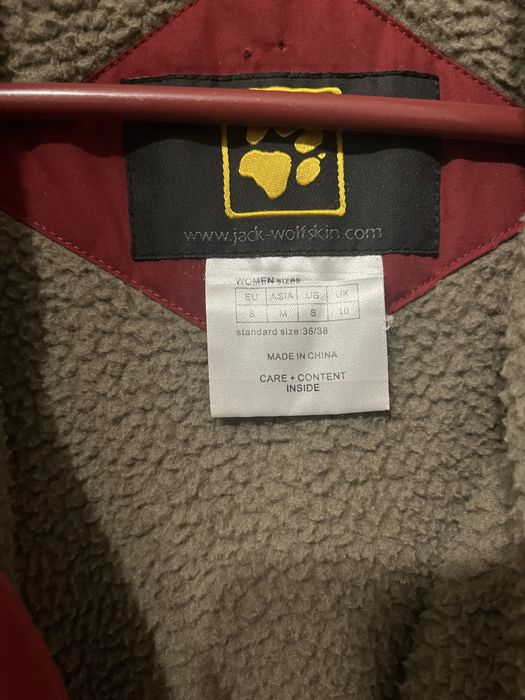 www.jack-wolfskin.com
WOMEN sizes
EU ASIA US UK
S M S 10
standard size: 36/38
MADE IN CHINA
CARE + CONTENT
INSIDE